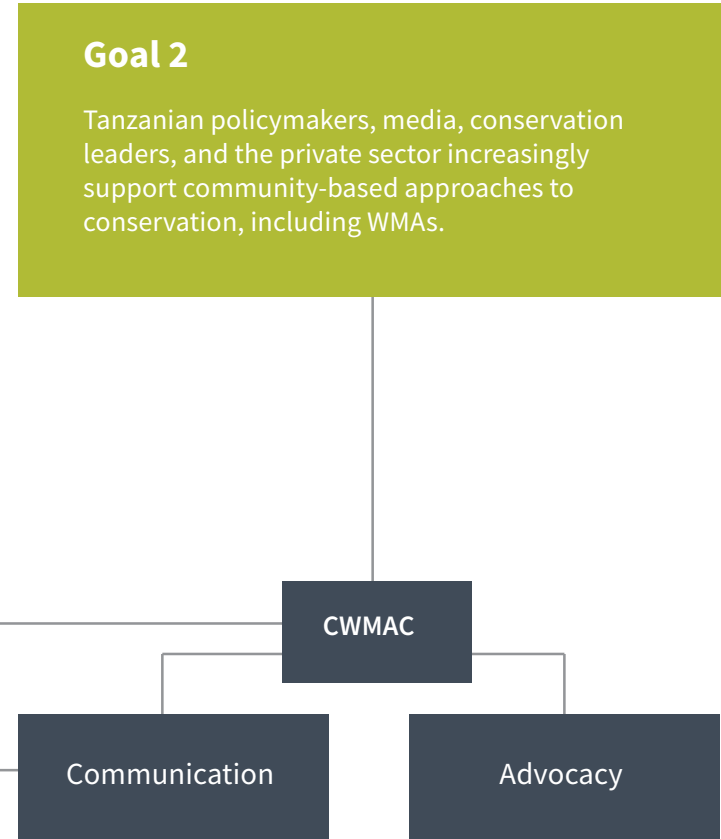 Goal 2
Tanzanian policymakers, media, conservation
leaders, and the private sector increasingly
support community-based approaches to
conservation, including WMAs.
CWMAC
Communication
Advocacy